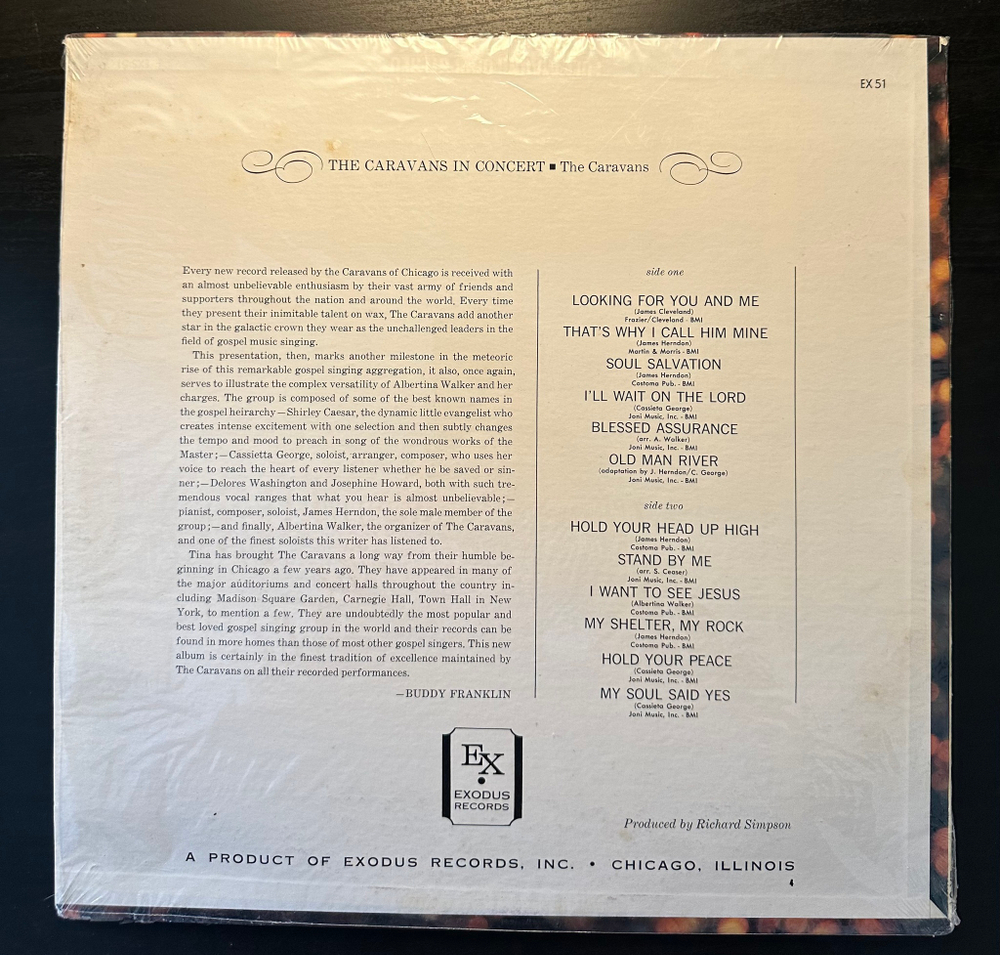 EX 51
THE CARAVANS IN CONCERT ■ The Caravans
Every new record released by the Caravans of Chicago is received with
an almost unbelievable enthusiasm by their vast army of friends and
supporters throughout the nation and around the world. Every time
they present their inimitable talent on wax, The Caravans add another
star in the galactic crown they wear as the unchallenged leaders in the
field of gospel music singing.
This presentation, then, marks another milestone in the meteoric
rise of this remarkable gospel singing aggregation, it also, once again,
serves to illustrate the complex versatility of Albertina Walker and her
charges. The group is composed of some of the best known names in
the gospel heirarchy—Shirley Caesar, the dynamic little evangelist who
creates intense excitement with one selection and then subtly changes
the tempo and mood to preach in song of the wondrous works of the
Master;—Cassietta George, soloist, arranger, composer, who uses her
voice to reach the heart of every listener whether he be saved or sin-
ner;—Delores Washington and Josephine Howard, both with such tre-
mendous vocal ranges that what you hear is almost unbelievable;—
pianist, composer, soloist, James Herndon, the sole male member of the
group;—and finally, Albertina Walker, the organizer of The Caravans,
and one of the finest soloists this writer has listened to.
Tina has brought The Caravans a long way from their humble be-
ginning in Chicago a few years ago. They have appeared in many of
the major auditoriums and concert halls throughout the country in-
cluding Madison Square Garden, Carnegie Hall, Town Hall in New
York, to mention a few. They are undoubtedly the most popular and
best loved gospel singing group in the world and their records can be
found in more homes than those of most other gospel singers. This new
album is certainly in the finest tradition of excellence maintained by
The Caravans on all their recorded performances.
—BUDDY FRANKLIN
side one
LOOKING FOR YOU AND ME
(James Cleveland)
Frazier/Cleveland - BMI
THAT'S WHY I CALL HIM MINE
(James Herndon)
Martin & Morris - BMI
SOUL SALVATION
(James Herndon)
Costoma Pub. - BMI
I'LL WAIT ON THE LORD
(Cassieta George)
Joni Music, Inc. - BMI
BLESSED ASSURANCE
(arr. A. Walker)
Joni Music, Inc. - BMI
OLD MAN RIVER
(adaptation by J. Herndon/C. George)
Joni Music, Inc. - BMI
side two
HOLD YOUR HEAD UP HIGH
(James Herndon)
Costoma Pub. - BMI
STAND BY ME
(arr. S. Ceaser)
Joni Music, Inc. - BMI
I WANT TO SEE JESUS
(Albertina Walker)
Costoma Pub. - BMI
MY SHELTER, MY ROCK
(James Herndon)
Costoma Pub. - BMI
HOLD YOUR PEACE
(Cassieta George)
Joni Music, Inc. - BMI
MY SOUL SAID YES
(Cassieta George)
Joni Music, Inc. - BMI
EX
EXODUS
RECORDS
Produced by Richard Simpson
A PRODUCT OF EXODUS RECORDS, INC. • CHICAGO, ILLINOIS
4